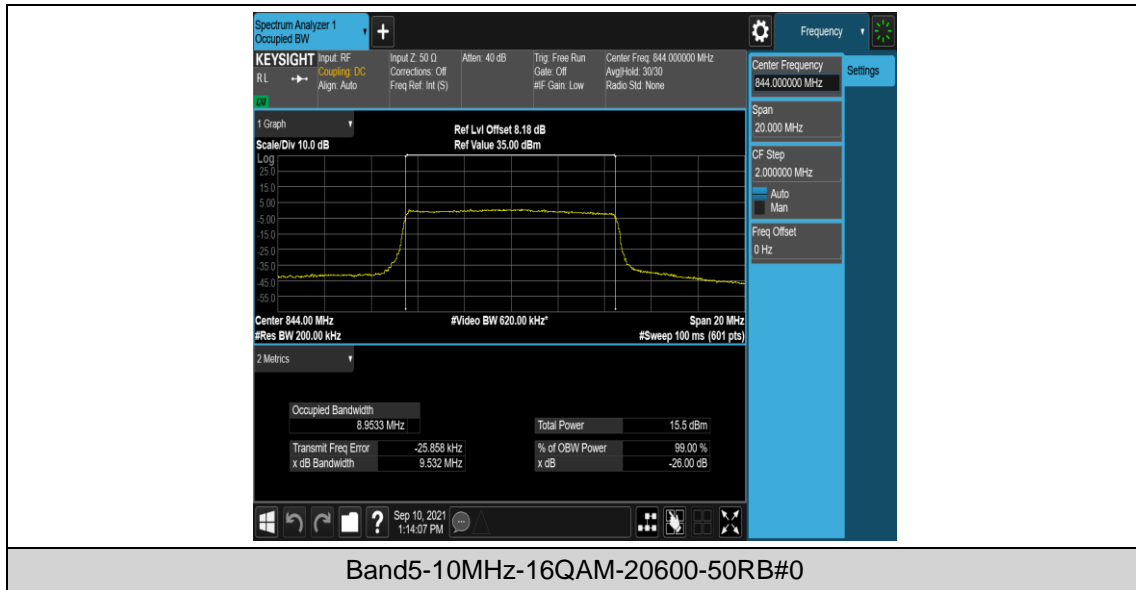 Spectrum Analyzer 1
Occupied BW
+
Frequency
KEYSIGHT
RL
LXI
Input: RF
Coupling: DC
Align: Auto
Input Z: 50 Ω
Corrections: Off
Freq Ref: Int (S)
Atten: 40 dB
Trig: Free Run
Gate: Off
#IF Gain: Low
Center Freq: 844.000000 MHz
Avg|Hold: 30/30
Radio Std: None
Center Frequency
844.000000 MHz
Settings
Span
20.000 MHz
CF Step
2.000000 MHz
Auto
Man
Freq Offset
0 Hz
1 Graph
Scale/Div 10.0 dB
Ref Lvl Offset 8.18 dB
Ref Value 35.00 dBm
Log
25.0
15.0
5.00
-5.00
-15.0
-25.0
-35.0
-45.0
-55.0
Center 844.00 MHz
#Video BW 620.00 kHz*
Span 20 MHz
#Res BW 200.00 kHz
#Sweep 100 ms (601 pts)
2 Metrics
Occupied Bandwidth
8.9533 MHz
Total Power 15.5 dBm
Transmit Freq Error -25.858 kHz
% of OBW Power 99.00 %
x dB Bandwidth 9.532 MHz
x dB -26.00 dB
?
Sep 10, 2021
1:14:07 PM
Band5-10MHz-16QAM-20600-50RB#0